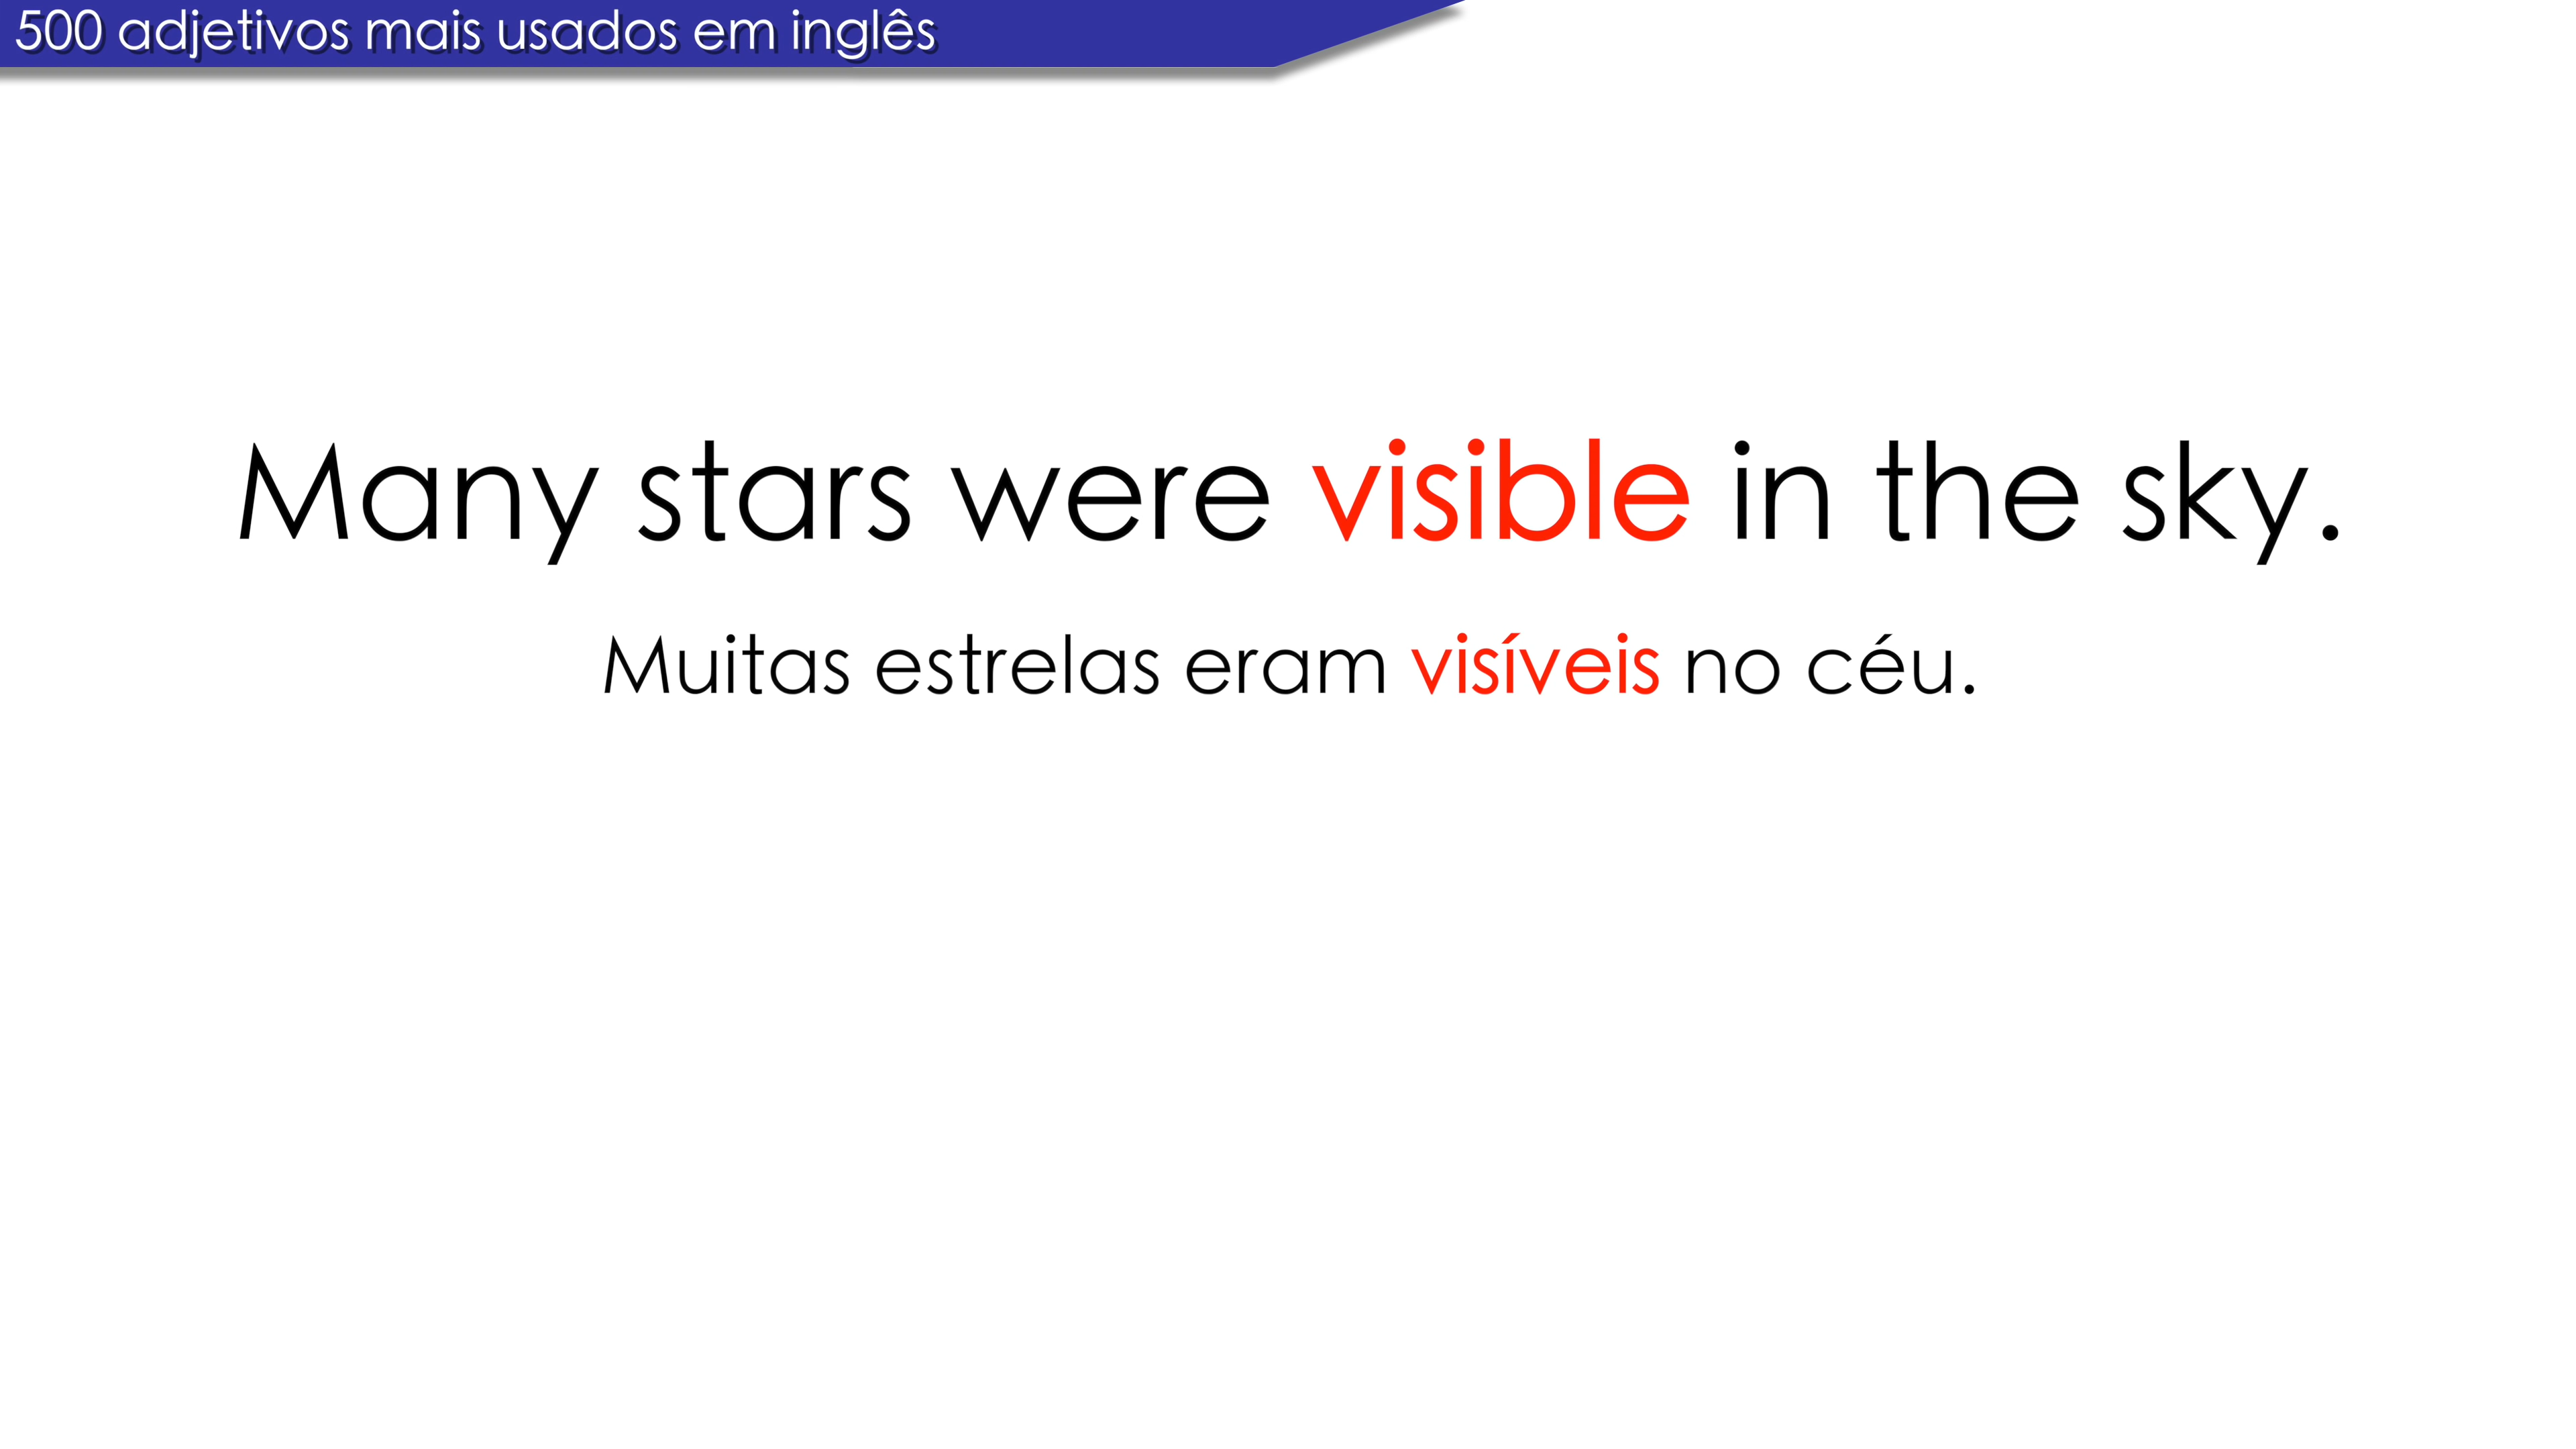 500 adjetivos mais usados em inglês
Many stars were visible in the sky.
Muitas estrelas eram visíveis no céu.